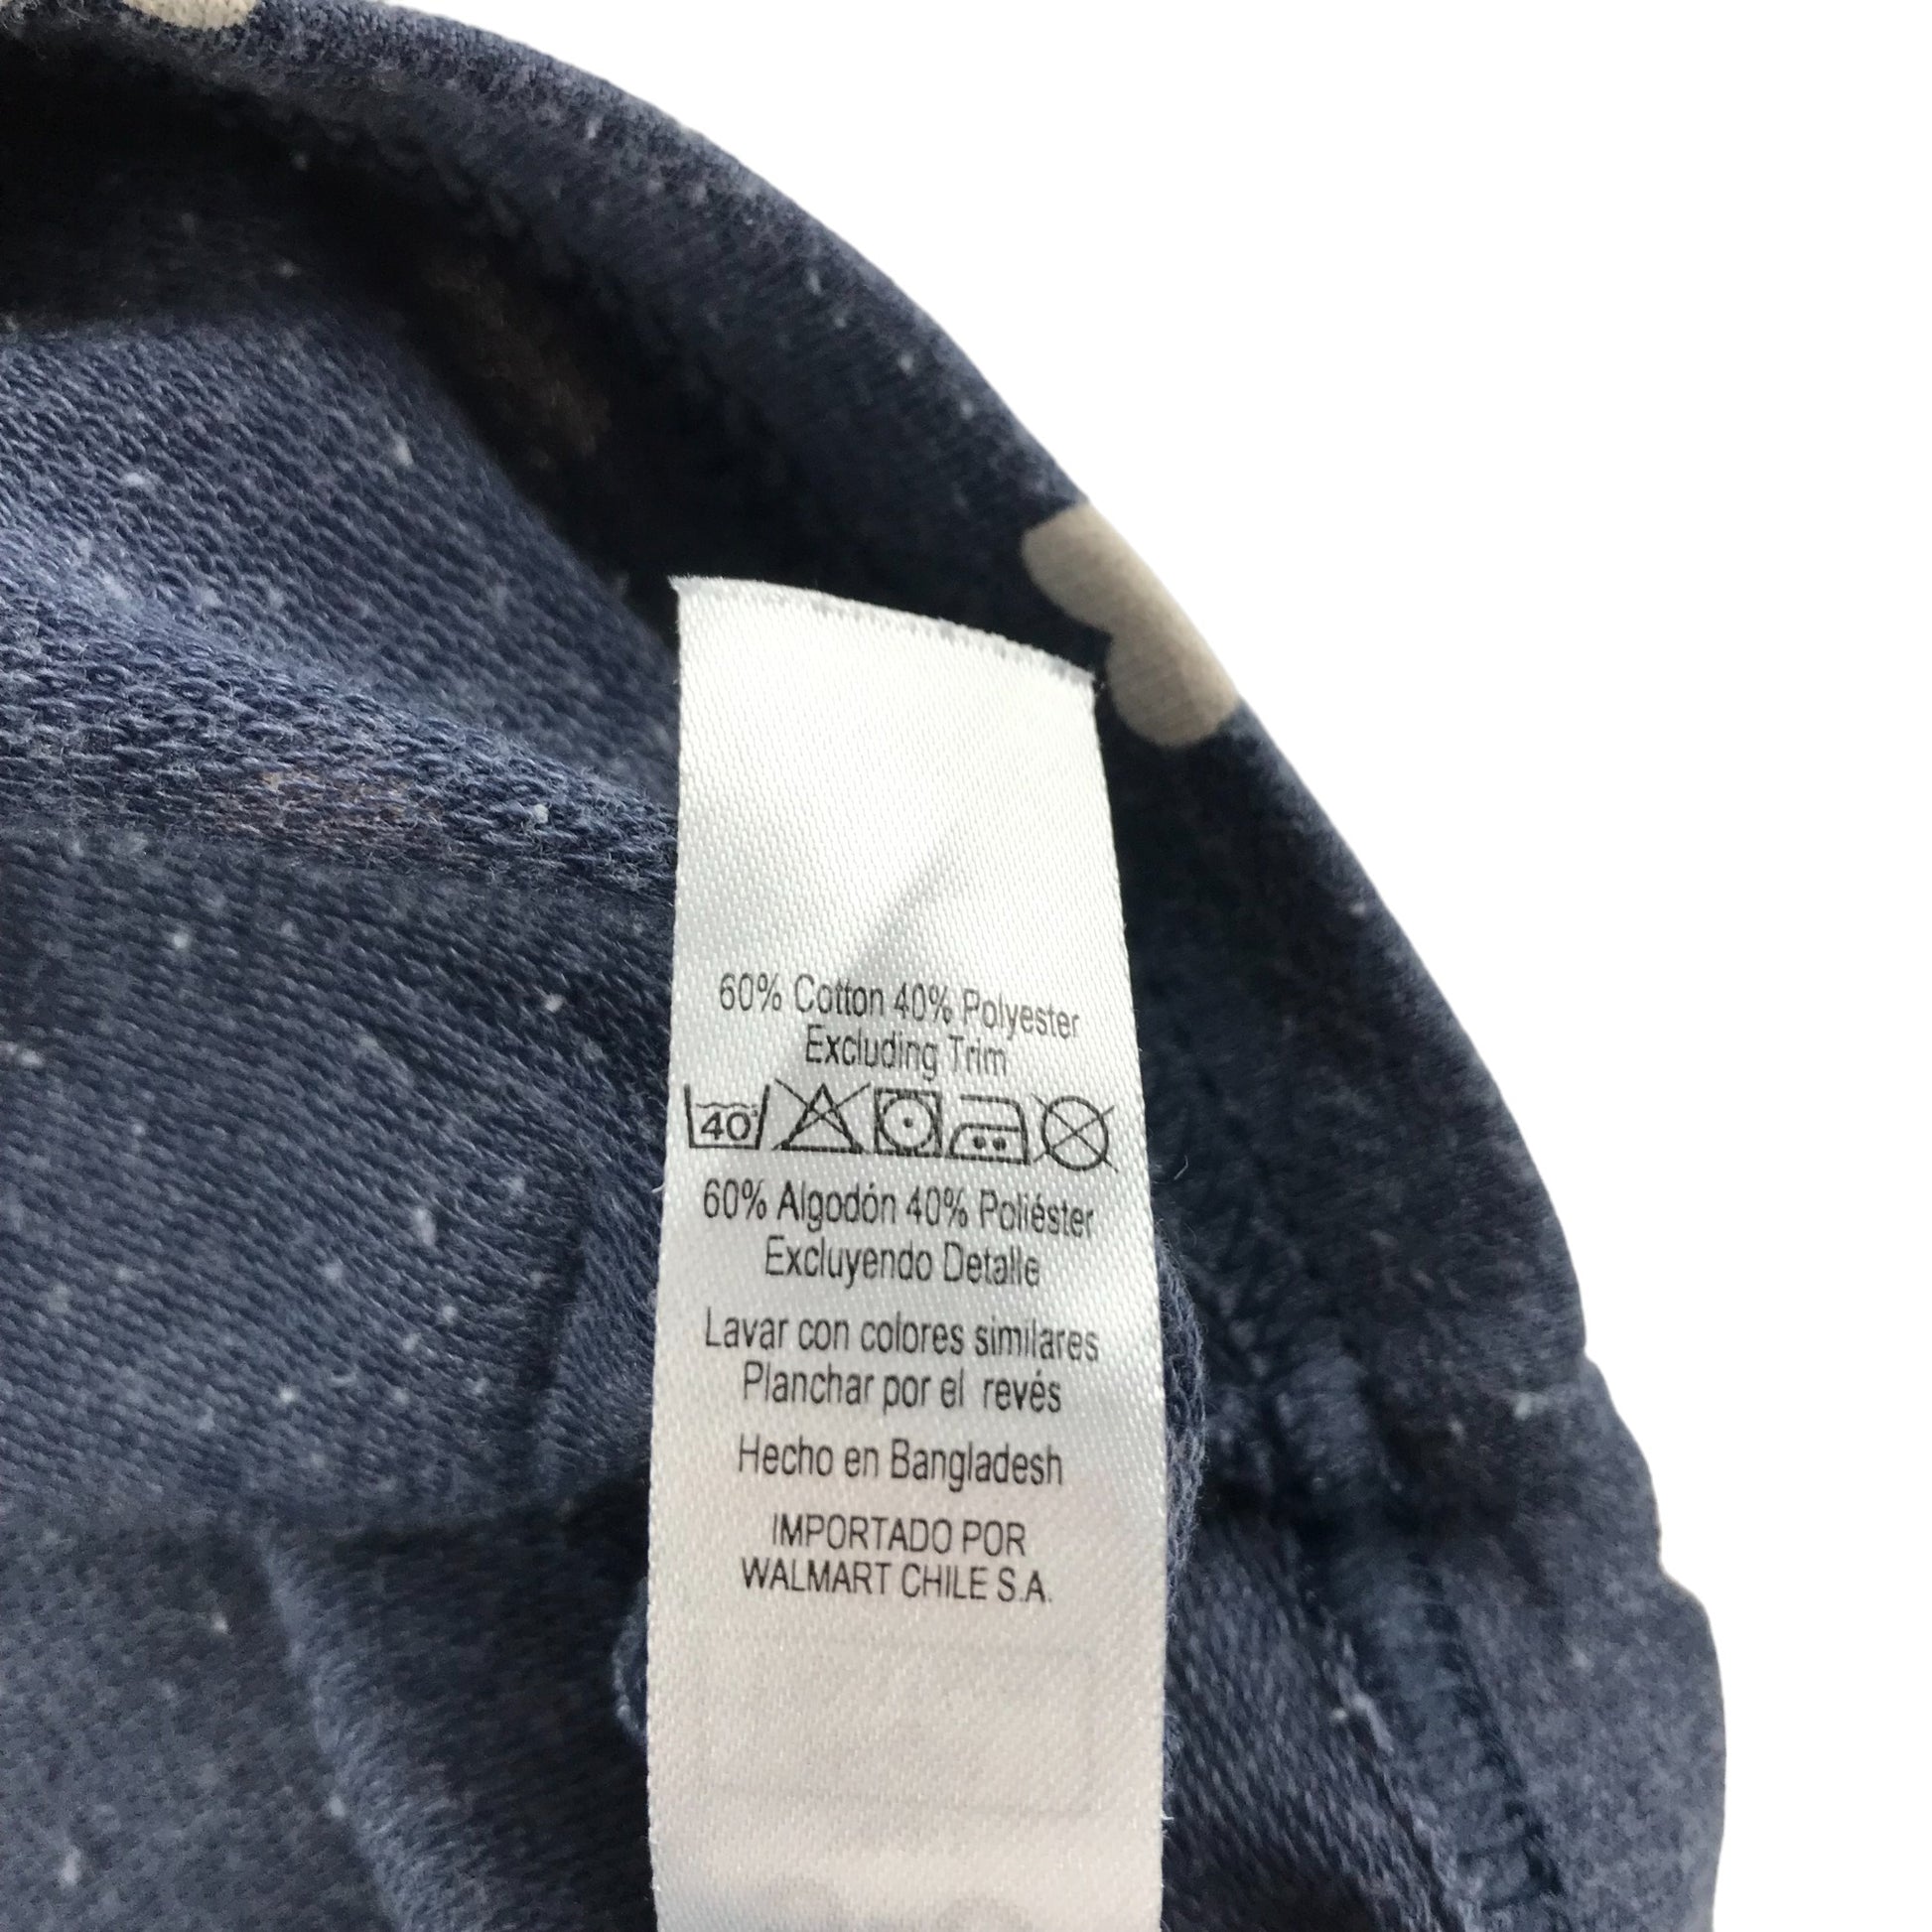 60% Cotton 40% Polyester
Excluding Trim
40
60% Algodón 40% Poliéster
Excluyendo Detalle
Lavar con colores similares
Planchar por el revés
Hecho en Bangladesh
IMPORTADO POR
WALMART CHILE S.A.